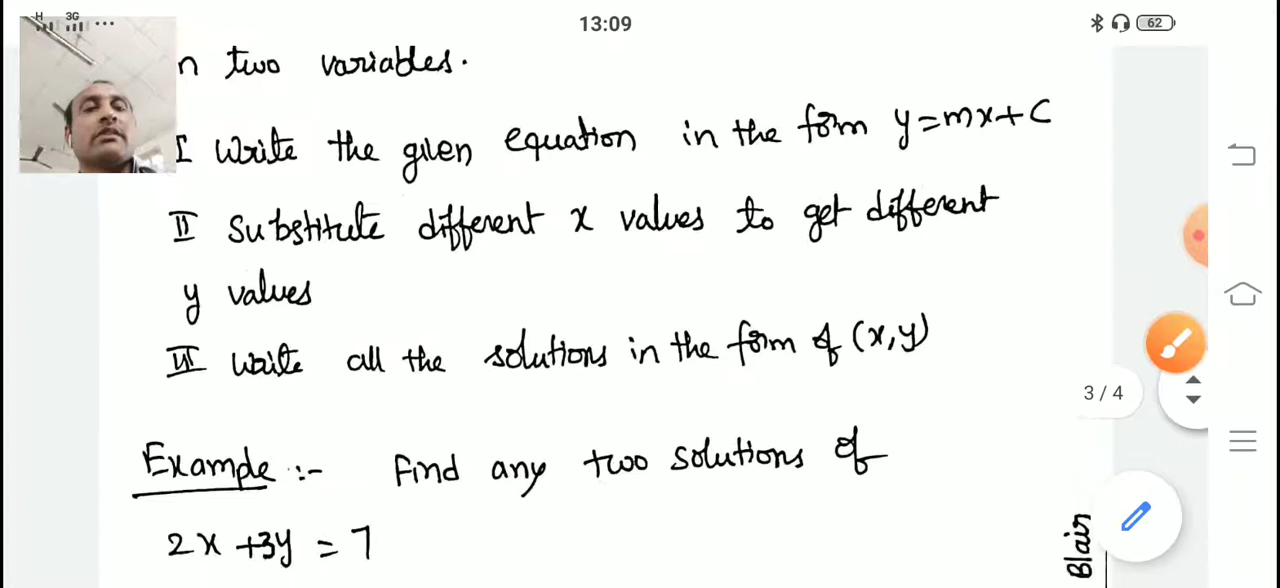 H 3G ... 13:09 62
n two variables.
I Write the given equation in the form y=mx+c
II Substitute different x values to get different
y values
III Write all the solutions in the form of (x,y)
3/4
Example :- Find any two solutions of
2x +3y = 7
Blair